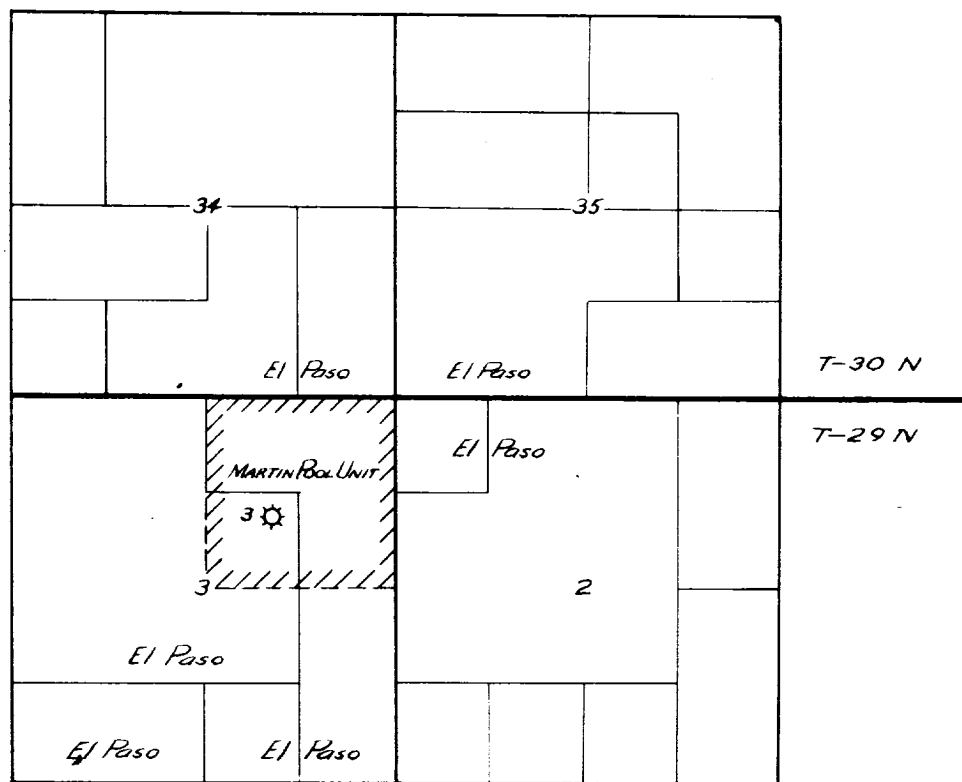 34
35
El Paso
El Paso
T-30 N
T-29 N
El Paso
MARTIN POOL UNIT
3
3
2
El Paso
El Paso
El Paso